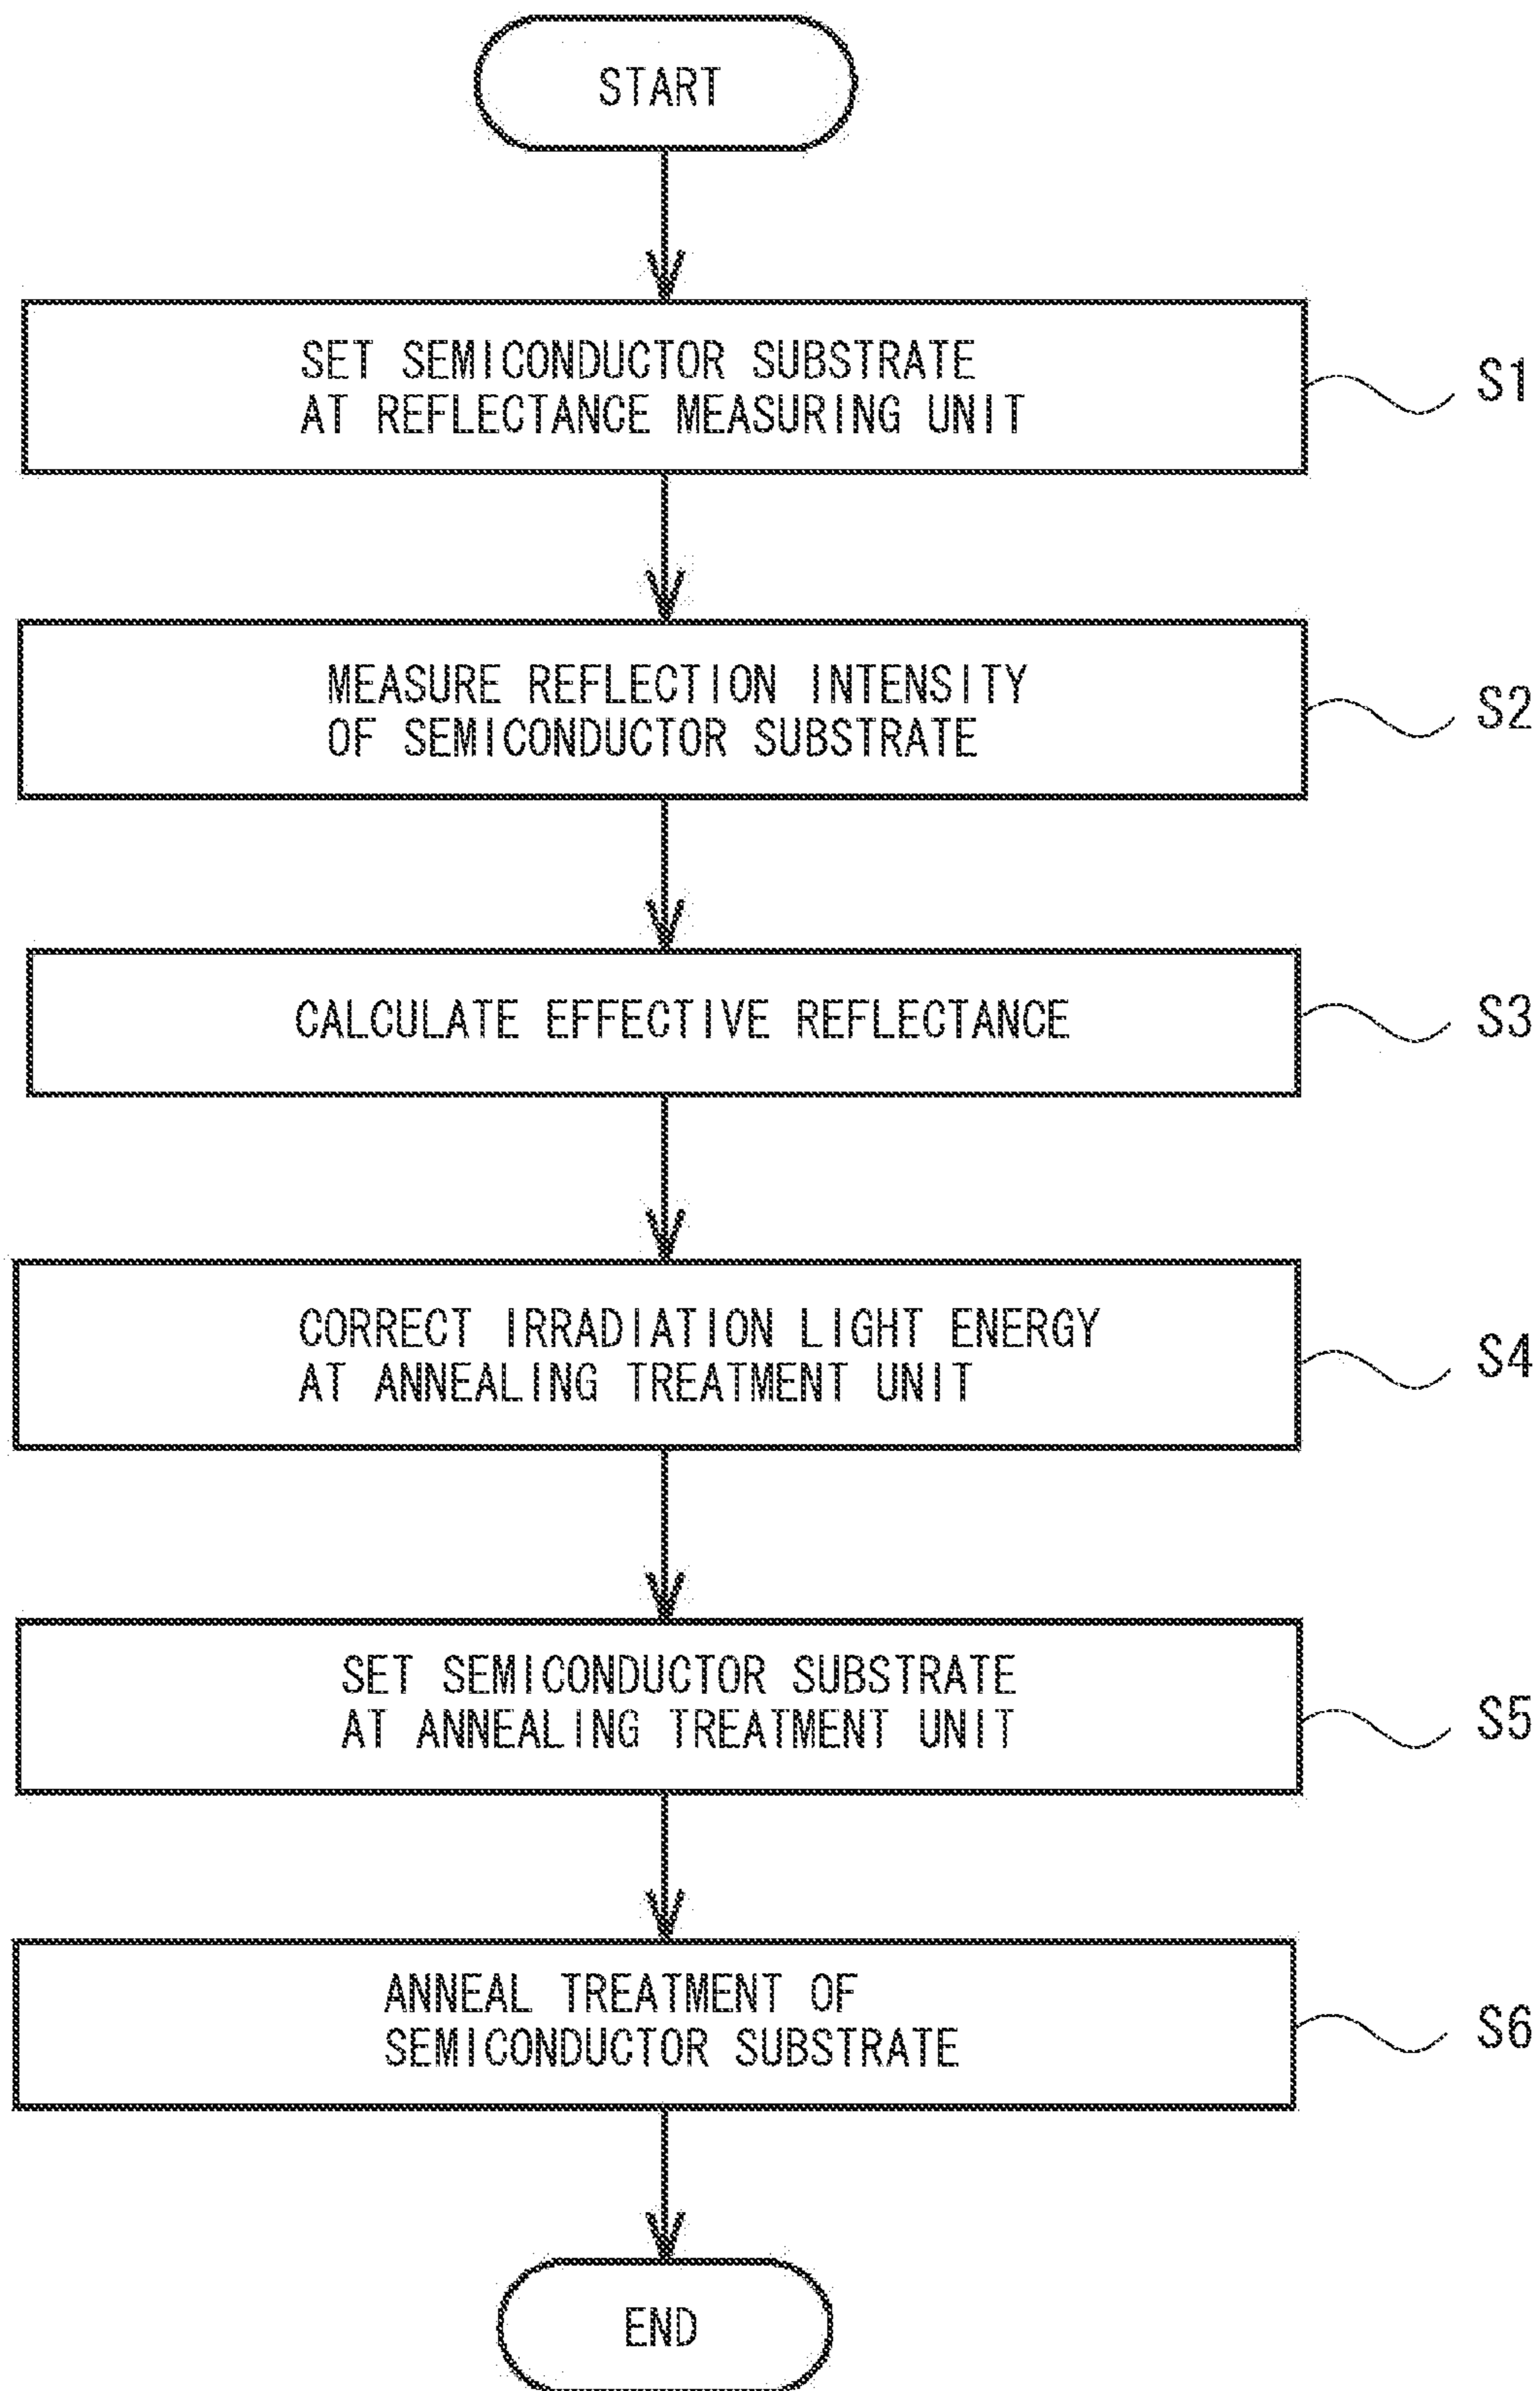 START
SET SEMICONDUCTOR SUBSTRATE
AT REFLECTANCE MEASURING UNIT
S1
MEASURE REFLECTION INTENSITY
OF SEMICONDUCTOR SUBSTRATE
S2
CALCULATE EFFECTIVE REFLECTANCE
S3
CORRECT IRRADIATION LIGHT ENERGY
AT ANNEALING TREATMENT UNIT
S4
SET SEMICONDUCTOR SUBSTRATE
AT ANNEALING TREATMENT UNIT
S5
ANNEAL TREATMENT OF
SEMICONDUCTOR SUBSTRATE
S6
END